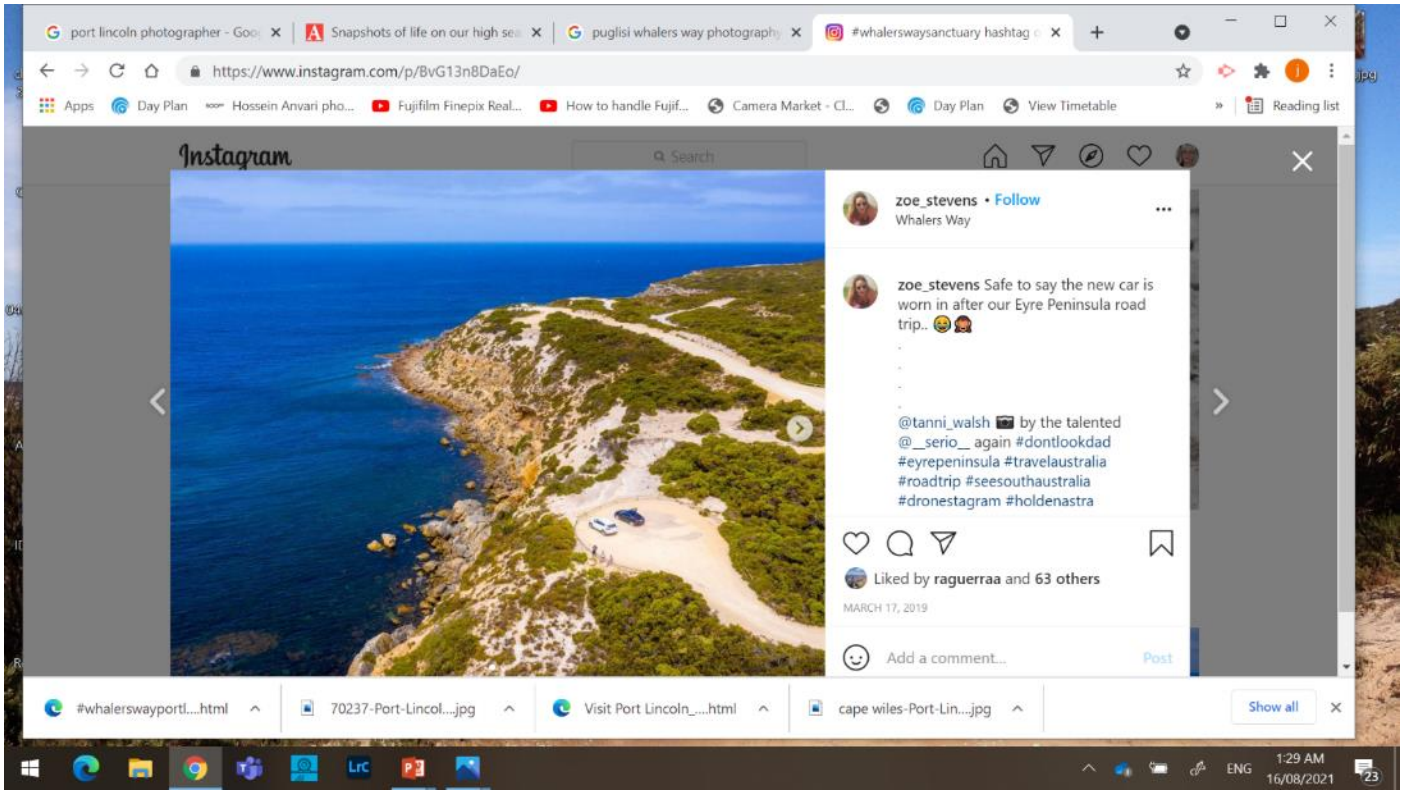 port lincoln photographer - Goo
Snapshots of life on our high sea
puglisi whalers way photography
#whalerswaysanctuary hashtag o
https://www.instagram.com/p/BvG13n8DaEo/
Apps
Day Plan
Hossein Anvari pho...
Fujifilm Finepix Real...
How to handle Fujif...
Camera Market - Cl...
Day Plan
View Timetable
»
Reading list
Instagram
Search
zoe_stevens • Follow
Whalers Way
zoe_stevens Safe to say the new car is
worn in after our Eyre Peninsula road
trip.. 😂🙈
.
.
.
.
@tanni_walsh 📷 by the talented
@__serio__ again #dontlookdad
#eyrepeninsula #travelaustralia
#roadtrip #seesouthaustralia
#dronestagram #holdenastra
Liked by raguerraa and 63 others
MARCH 17, 2019
Add a comment...
Post
#whalerswayportl....html
70237-Port-Lincol....jpg
Visit Port Lincoln_....html
cape wiles-Port-Lin....jpg
Show all
LrC
ENG
1:29 AM
16/08/2021
23